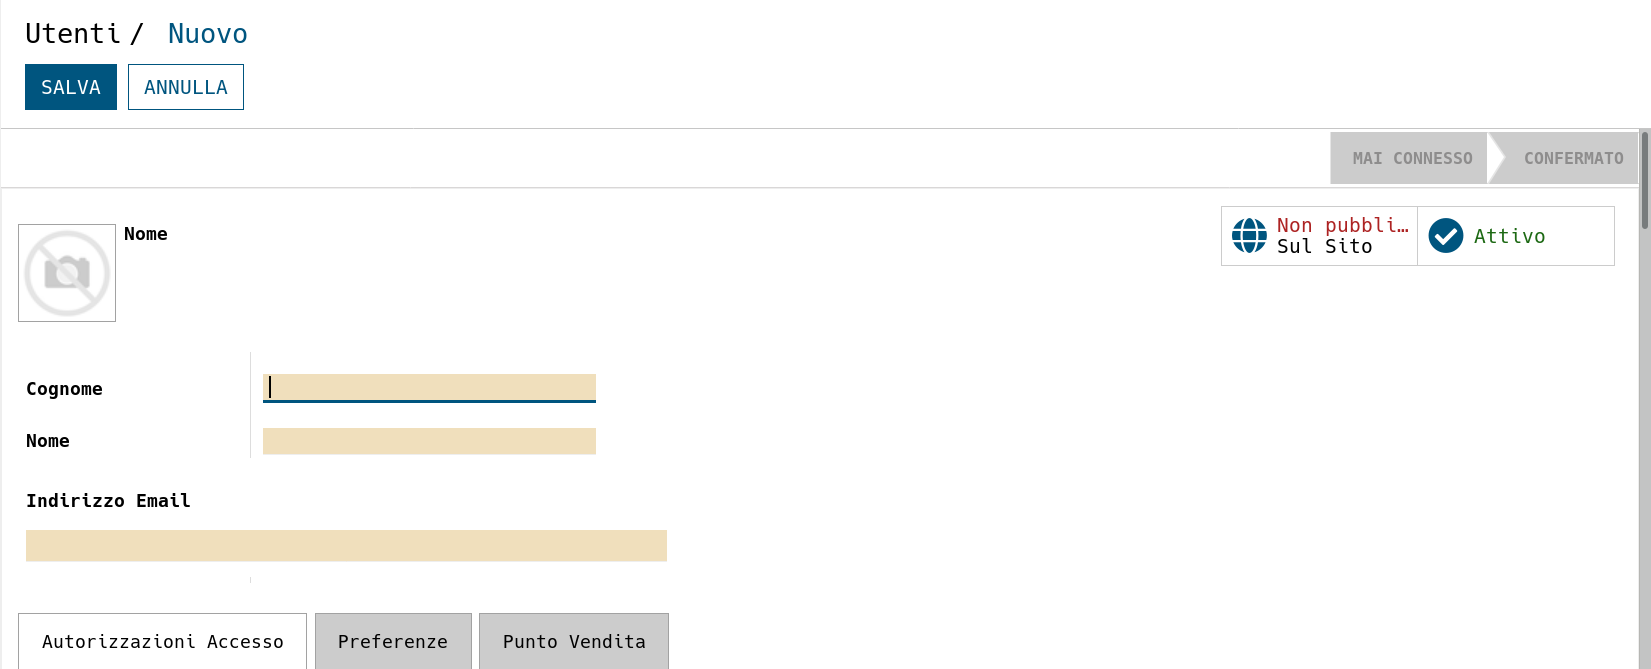 Utenti / Nuovo
SALVA ANNULLA
MAI CONNESSO CONFERMATO
Nome
Non pubbli…
Sul Sito
Attivo
Cognome
Nome
Indirizzo Email
Autorizzazioni Accesso Preferenze Punto Vendita